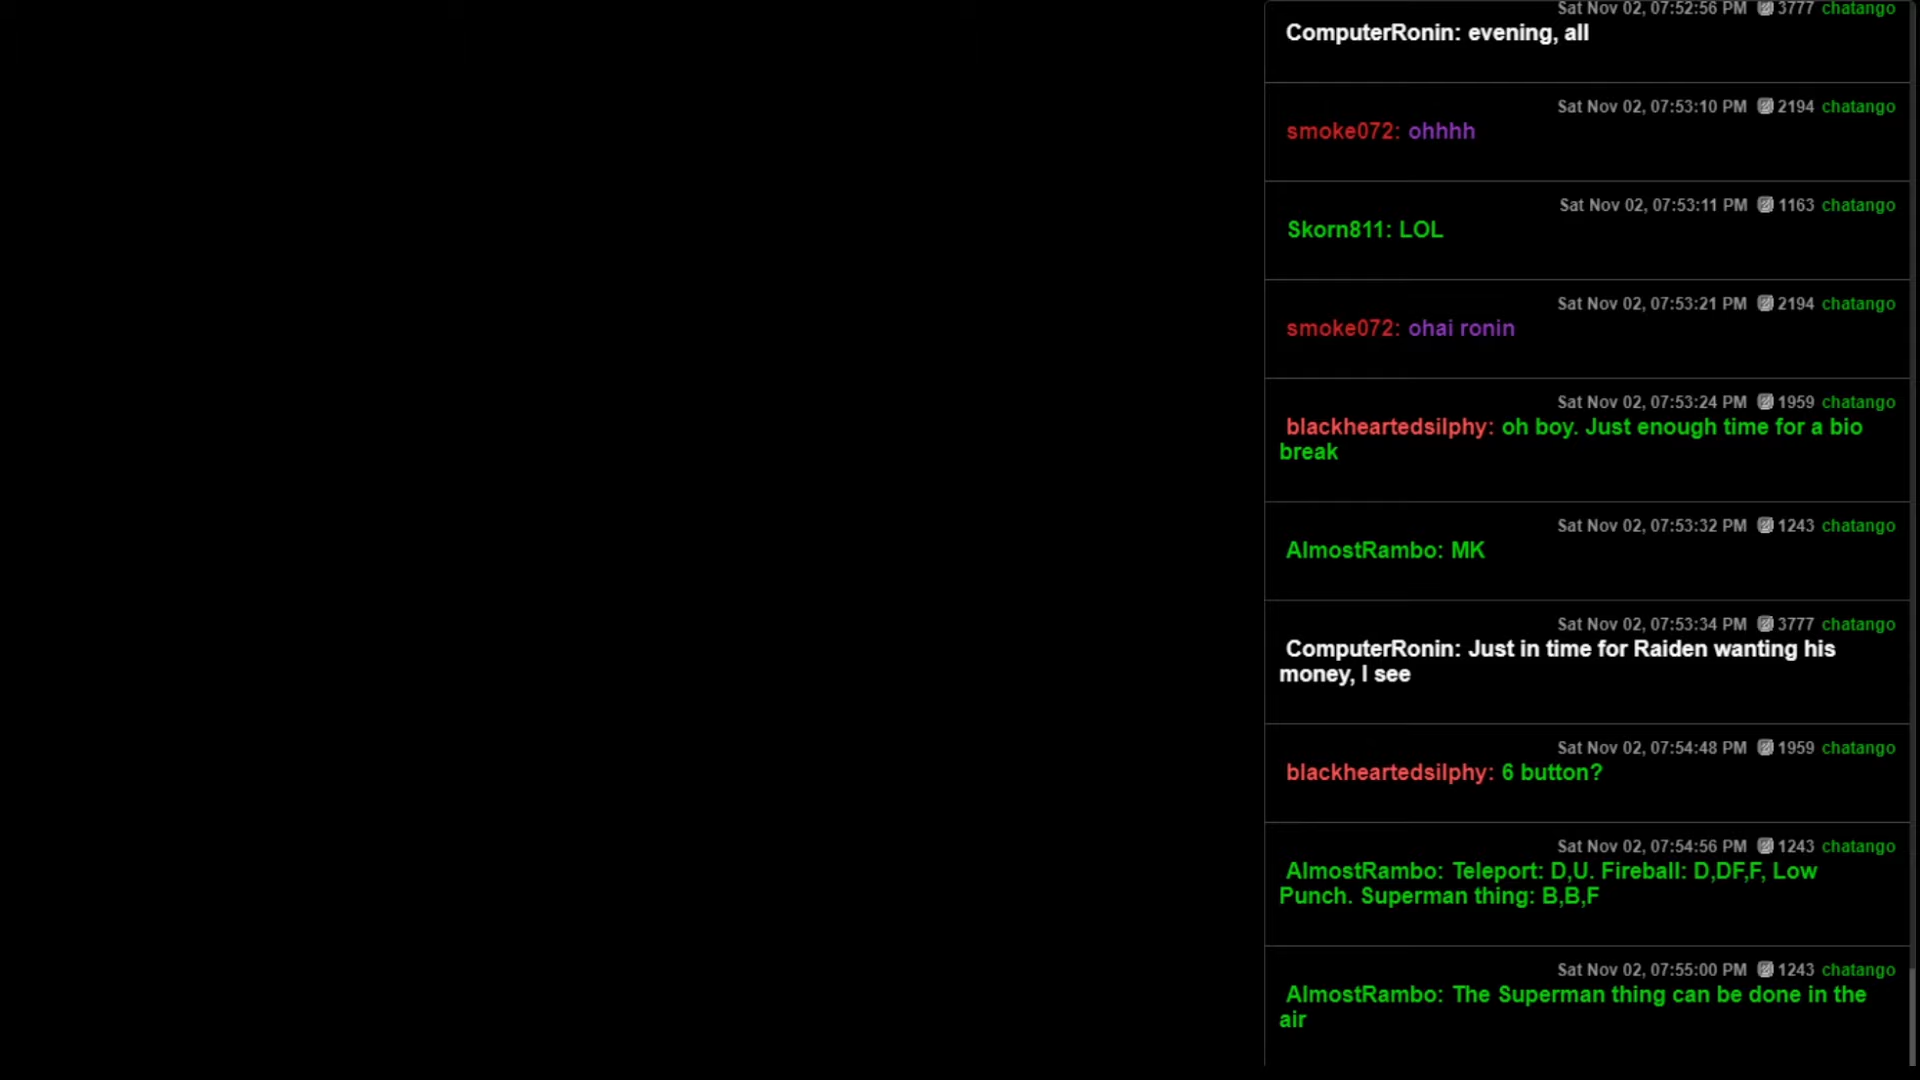 Sat Nov 02, 07:52:56 PM 3777 chatango
ComputerRonin: evening, all
Sat Nov 02, 07:53:10 PM 2194 chatango
smoke072: ohhhh
Sat Nov 02, 07:53:11 PM 1163 chatango
Skorn811: LOL
Sat Nov 02, 07:53:21 PM 2194 chatango
smoke072: ohai ronin
Sat Nov 02, 07:53:24 PM 1959 chatango
blackheartedsilphy: oh boy. Just enough time for a bio
break
Sat Nov 02, 07:53:32 PM 1243 chatango
AlmostRambo: MK
Sat Nov 02, 07:53:34 PM 3777 chatango
ComputerRonin: Just in time for Raiden wanting his
money, I see
Sat Nov 02, 07:54:48 PM 1959 chatango
blackheartedsilphy: 6 button?
Sat Nov 02, 07:54:56 PM 1243 chatango
AlmostRambo: Teleport: D,U. Fireball: D,DF,F, Low
Punch. Superman thing: B,B,F
Sat Nov 02, 07:55:00 PM 1243 chatango
AlmostRambo: The Superman thing can be done in the
air